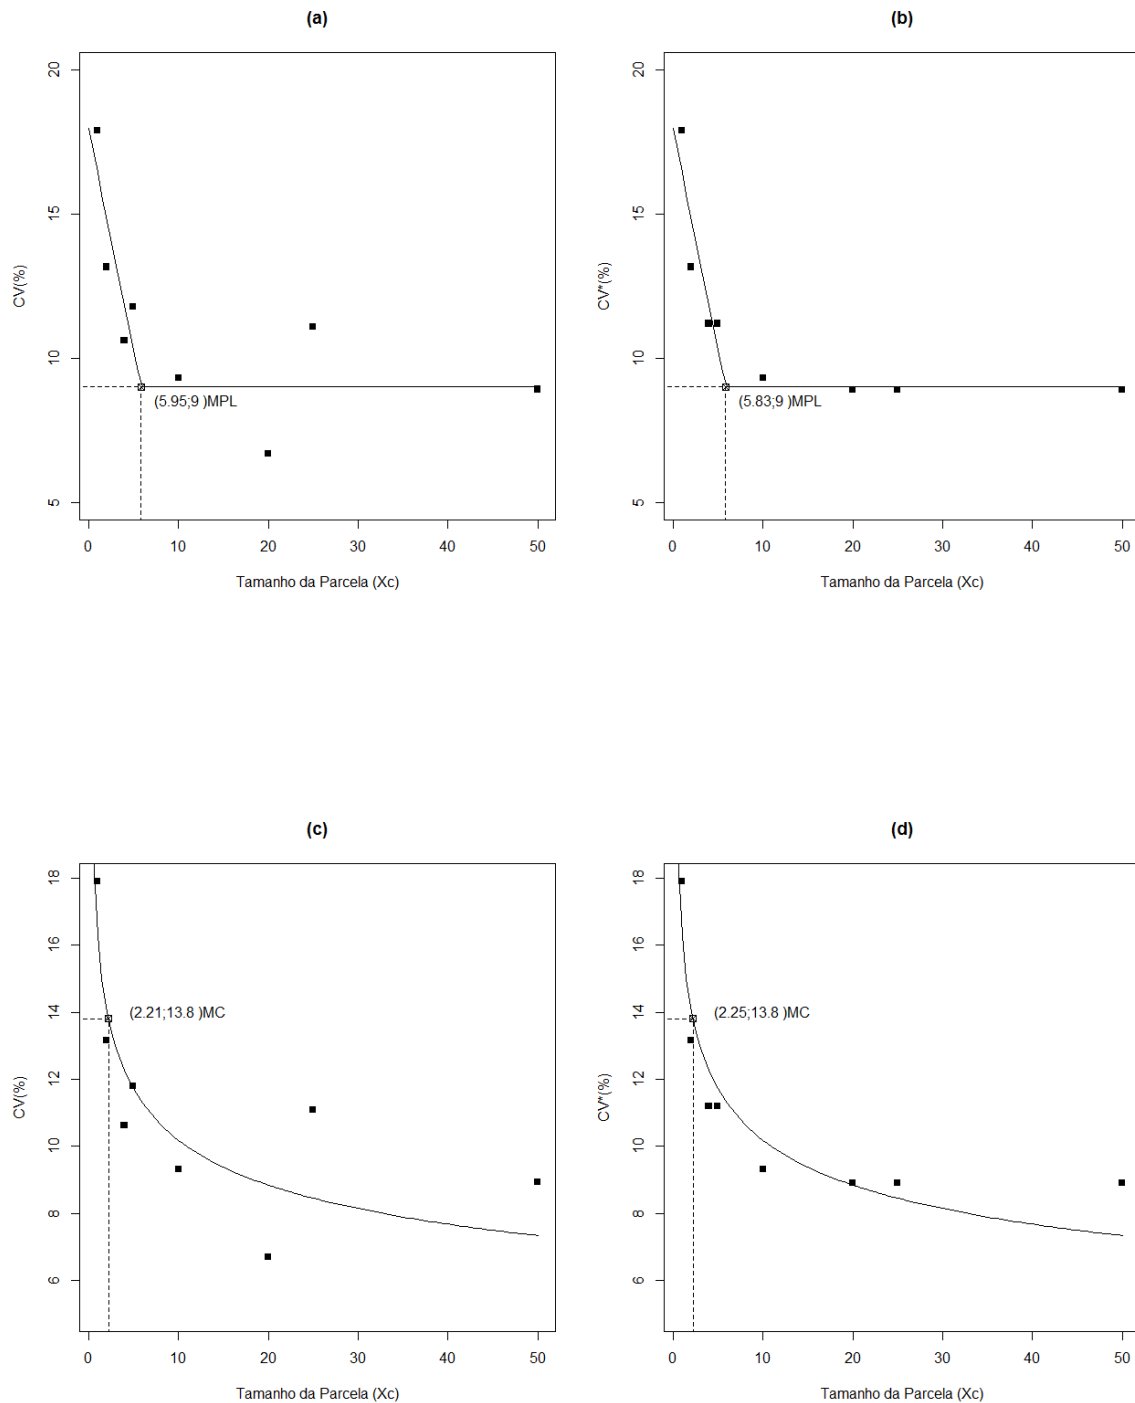 (a)
20
15
10
5
CV(%)
(5.95;9 )MPL
0 10 20 30 40 50
Tamanho da Parcela (Xc)
(b)
20
15
10
5
CV*(%)
(5.83;9 )MPL
0 10 20 30 40 50
Tamanho da Parcela (Xc)
(c)
18
16
14
12
10
8
6
CV(%)
(2.21;13.8 )MC
0 10 20 30 40 50
Tamanho da Parcela (Xc)
(d)
18
16
14
12
10
8
6
CV*(%)
(2.25;13.8 )MC
0 10 20 30 40 50
Tamanho da Parcela (Xc)